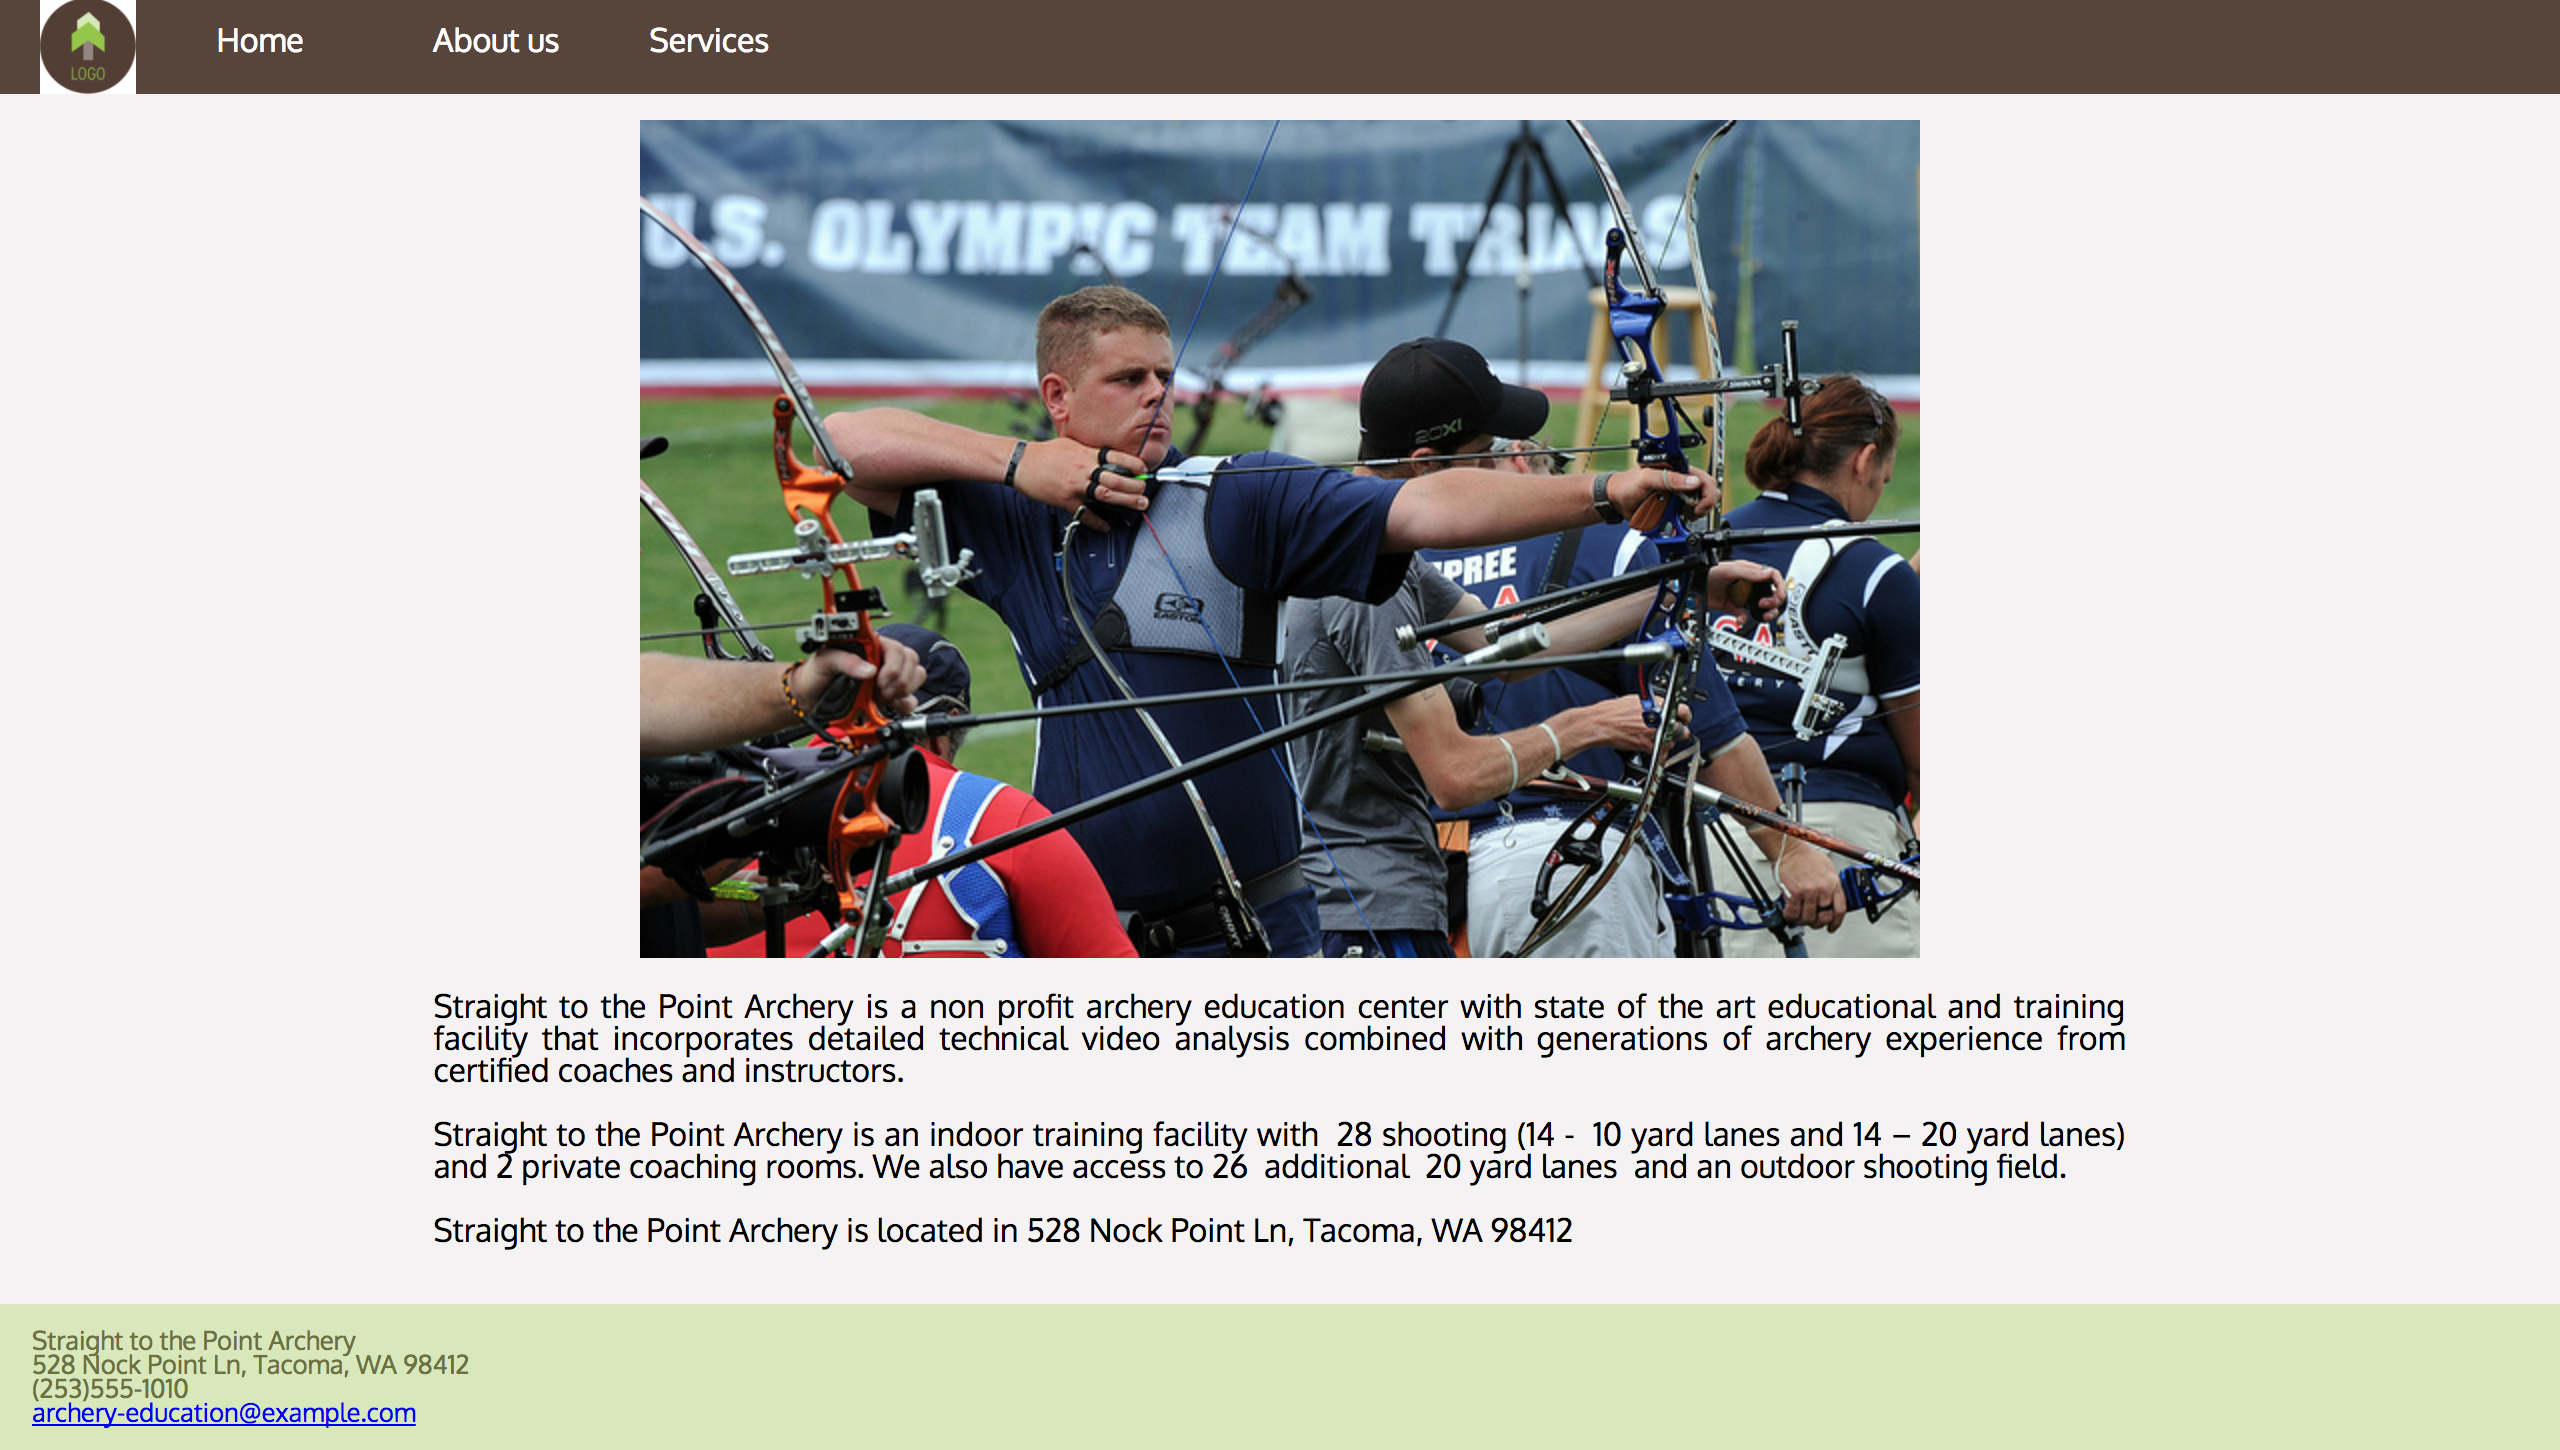 LOGO
Home About us Services
U.S. OLYMPIC TEAM TRIALS
20XI
EASTON
PREE
EAST
HOYT
Straight to the Point Archery is a non profit archery education center with state of the art educational and training
facility that incorporates detailed technical video analysis combined with generations of archery experience from
certified coaches and instructors.
Straight to the Point Archery is an indoor training facility with  28 shooting (14 -  10 yard lanes and 14 – 20 yard lanes)
and 2 private coaching rooms. We also have access to 26  additional  20 yard lanes  and an outdoor shooting field.
Straight to the Point Archery is located in 528 Nock Point Ln, Tacoma, WA 98412
Straight to the Point Archery
528 Nock Point Ln, Tacoma, WA 98412
(253)555-1010
archery-education@example.com